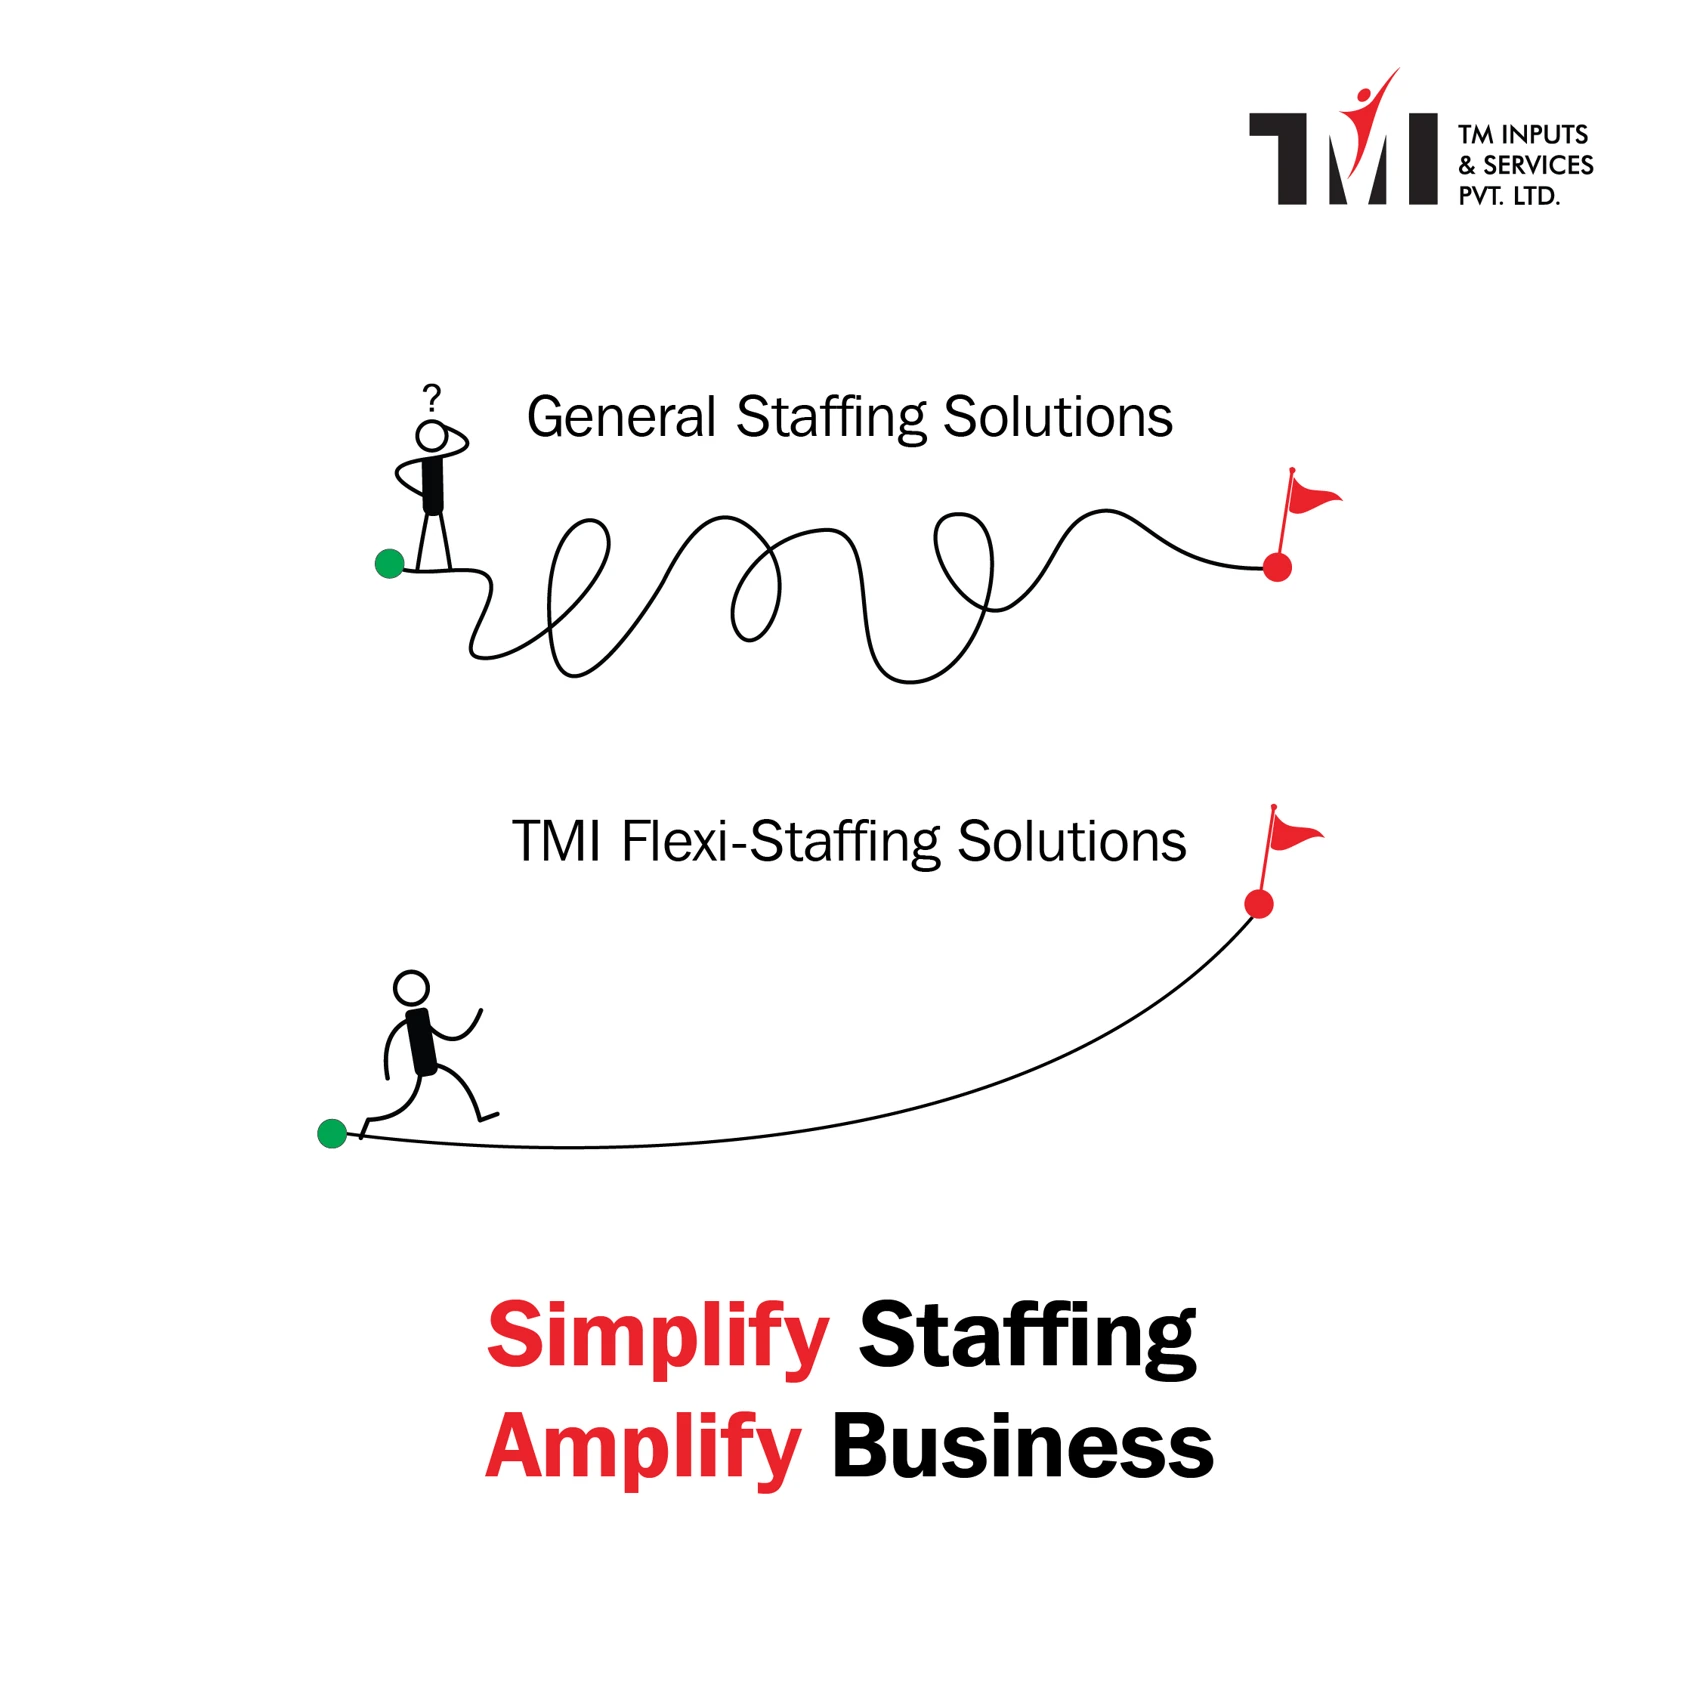 TMI
TM INPUTS
& SERVICES
PVT. LTD.
?
General Staffing Solutions
TMI Flexi-Staffing Solutions
Simplify Staffing
Amplify Business